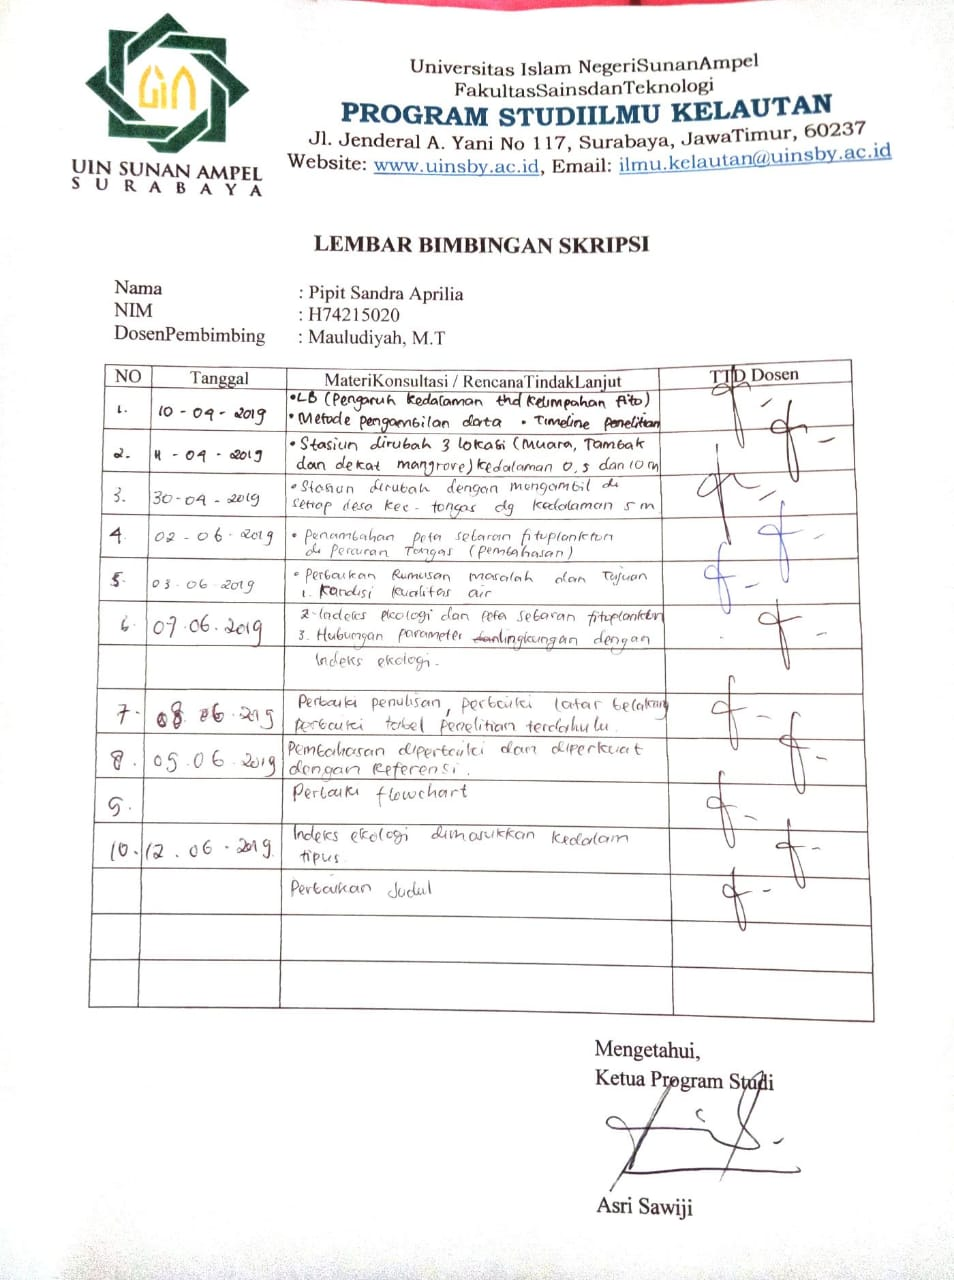 UIN
UIN SUNAN AMPEL
SURABAYA
Universitas Islam NegeriSunanAmpel
FakultasSainsdanTeknologi
PROGRAM STUDIILMU KELAUTAN
Jl. Jenderal A. Yani No 117, Surabaya, JawaTimur, 60237
Website: www.uinsby.ac.id, Email: ilmu.kelautan@uinsby.ac.id
LEMBAR BIMBINGAN SKRIPSI
Nama : Pipit Sandra Aprilia
NIM : H74215020
DosenPembimbing : Mauludiyah, M.T
NO Tanggal MateriKonsultasi / RencanaTindakLanjut TTD Dosen
1. 10-04-2019 •LB (Pengaruh kedalaman thd kelimpahan fito)
•Metode pengambilan data •Timeline penelitian
2. 11-04-2019 •Stasiun dirubah 3 lokasi (Muara, Tambak
dan dekat mangrove) kedalaman 0,5 dan 10 m
3. 30-04-2019 •Stasiun dirubah dengan mengambil di
setiap desa kec-tongas dg kedalaman 5 m
4. 02-06-2019 • Penambahan peta sebaran fituplankton
di Perairan Tongas (pembahasan)
5. 03.06.2019 • Perbaikan Rumusan masalah dan Tujuan
1. Kondisi kualitas air
6. 07.06.2019 2-Indeks ekologi dan peta sebaran fituplankton
3. Hubungan parameter lingkungan dengan
Indeks ekologi.
7. 08.06.2019 Perbaiki penulisan, perbaiki latar belakang
perbaiki tabel penelitian terdahulu.
8. 09.06.2019 Pembahasan diperbaiki dan diperkuat
dengan Referensi.
9. Perbaiki flowchart
10. 12.06.2019 Indeks ekologi dimasukkan kedalam
tipus
Perbaikan Judul
Mengetahui,
Ketua Program Studi
Asri Sawiji